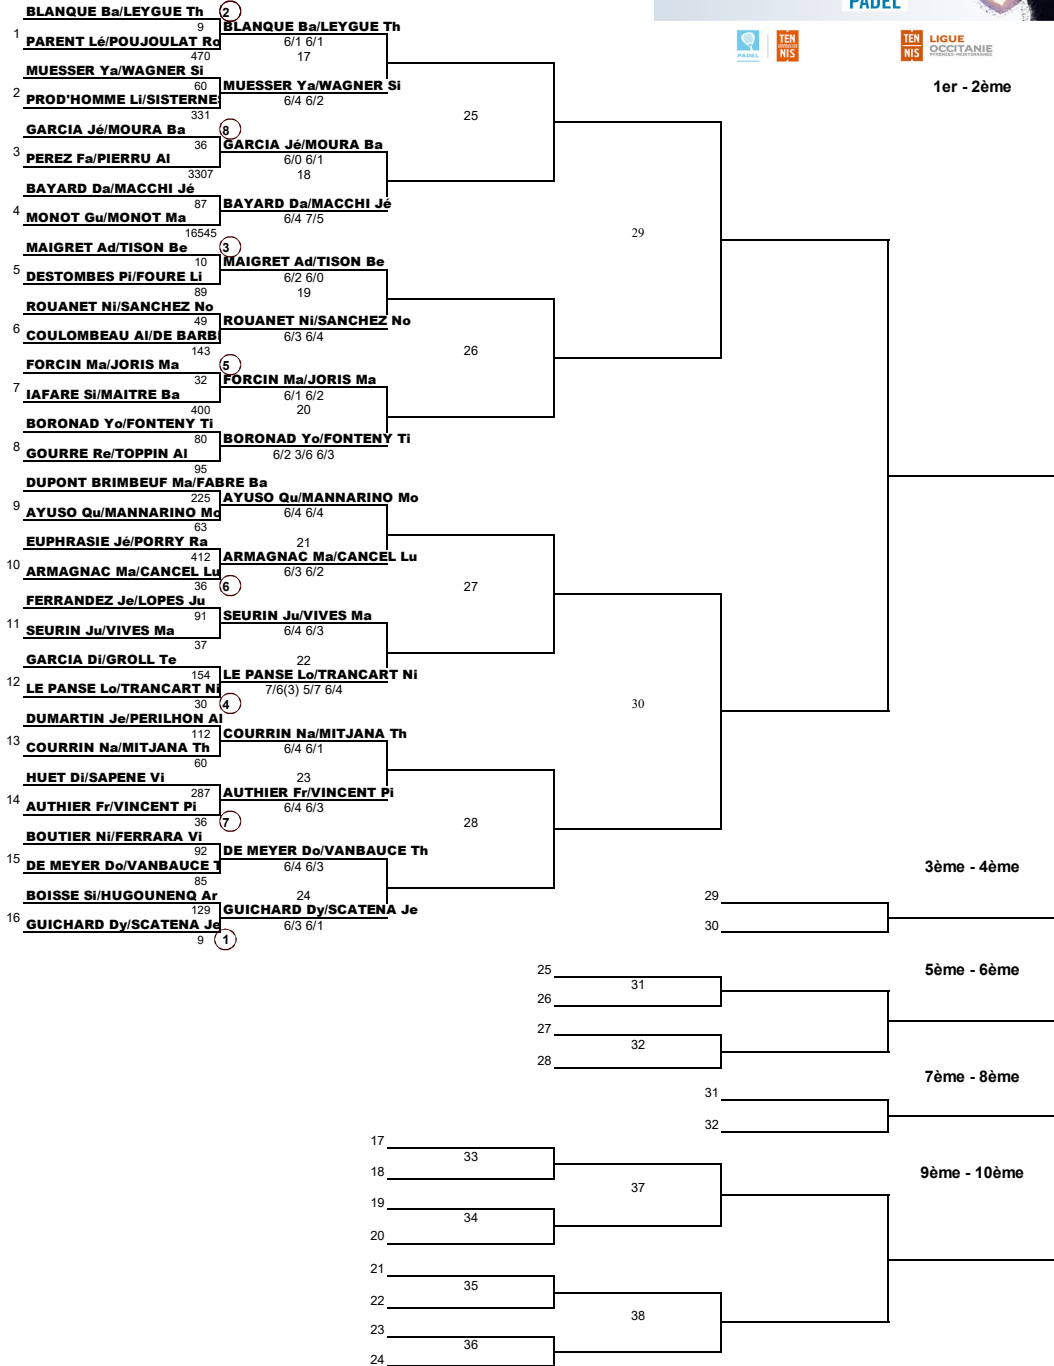 PADEL
PADEL
TEN
NIS
TEN
NIS
LIGUE
OCCITANIE
PYRÉNÉES-MÉDITERRANÉE
1er - 2ème
BLANQUE Ba/LEYGUE Th 2
1 9 BLANQUE Ba/LEYGUE Th
PARENT Lé/POUJOULAT Ro 6/1 6/1
470 17
MUESSER Ya/WAGNER Si
2 60 MUESSER Ya/WAGNER Si
PROD'HOMME Li/SISTERNE 6/4 6/2
331 25
GARCIA Jé/MOURA Ba 8
3 36 GARCIA Jé/MOURA Ba
PEREZ Fa/PIERRU Al 6/0 6/1
3307 18
BAYARD Da/MACCHI Jé
4 87 BAYARD Da/MACCHI Jé
MONOT Gu/MONOT Ma 6/4 7/5
16545 29
MAIGRET Ad/TISON Be 3
5 10 MAIGRET Ad/TISON Be
DESTOMBES Pi/FOURE Li 6/2 6/0
89 19
ROUANET Ni/SANCHEZ No
6 49 ROUANET Ni/SANCHEZ No
COULOMBEAU Al/DE BARB 6/3 6/4
143 26
FORCIN Ma/JORIS Ma 5
7 32 FORCIN Ma/JORIS Ma
IAFARE Si/MAITRE Ba 6/1 6/2
400 20
BORONAD Yo/FONTENY Ti
8 80 BORONAD Yo/FONTENY Ti
GOURRE Re/TOPPIN Al 6/2 3/6 6/3
95
DUPONT BRIMBEUF Ma/FABRE Ba
9 225 AYUSO Qu/MANNARINO Mo
AYUSO Qu/MANNARINO Mo 6/4 6/4
63
EUPHRASIE Jé/PORRY Ra 21
10 412 ARMAGNAC Ma/CANCEL Lu
ARMAGNAC Ma/CANCEL Lu 6/3 6/2
36 6 27
FERRANDEZ Je/LOPES Ju
11 91 SEURIN Ju/VIVES Ma
SEURIN Ju/VIVES Ma 6/4 6/3
37
GARCIA Di/GROLL Te 22
12 154 LE PANSE Lo/TRANCART Ni
LE PANSE Lo/TRANCART Ni 7/6(3) 5/7 6/4
30 4 30
DUMARTIN Je/PERILHON Al
13 112 COURRIN Na/MITJANA Th
COURRIN Na/MITJANA Th 6/4 6/1
60
HUET Di/SAPENE Vi 23
14 287 AUTHIER Fr/VINCENT Pi
AUTHIER Fr/VINCENT Pi 6/4 6/3
36 7 28
BOUTIER Ni/FERRARA Vi
15 92 DE MEYER Do/VANBAUCE Th
DE MEYER Do/VANBAUCE T 6/4 6/3
85
BOISSE Si/HUGOUNENQ Ar 24
16 129 GUICHARD Dy/SCATENA Je
GUICHARD Dy/SCATENA Je 6/3 6/1
9 1
3ème - 4ème
29
30
5ème - 6ème
25
31
26
27
32
28
7ème - 8ème
31
32
9ème - 10ème
17
33
18
37
19
34
20
21
35
22
38
23
36
24